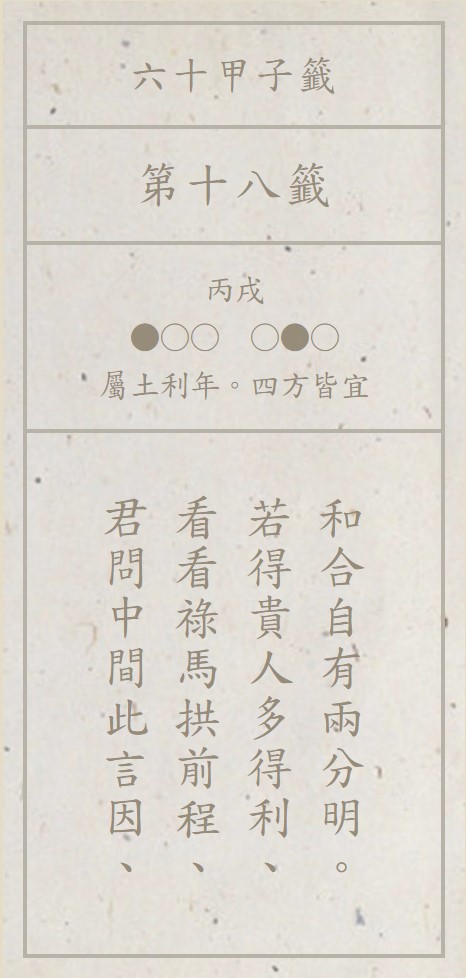 六十甲子籤
第十八籤
丙戌
●○○ ○●○
屬土利年。四方皆宜
君問中間此言因、
看看祿馬拱前程、
若得貴人多得利、
和合自有兩分明。